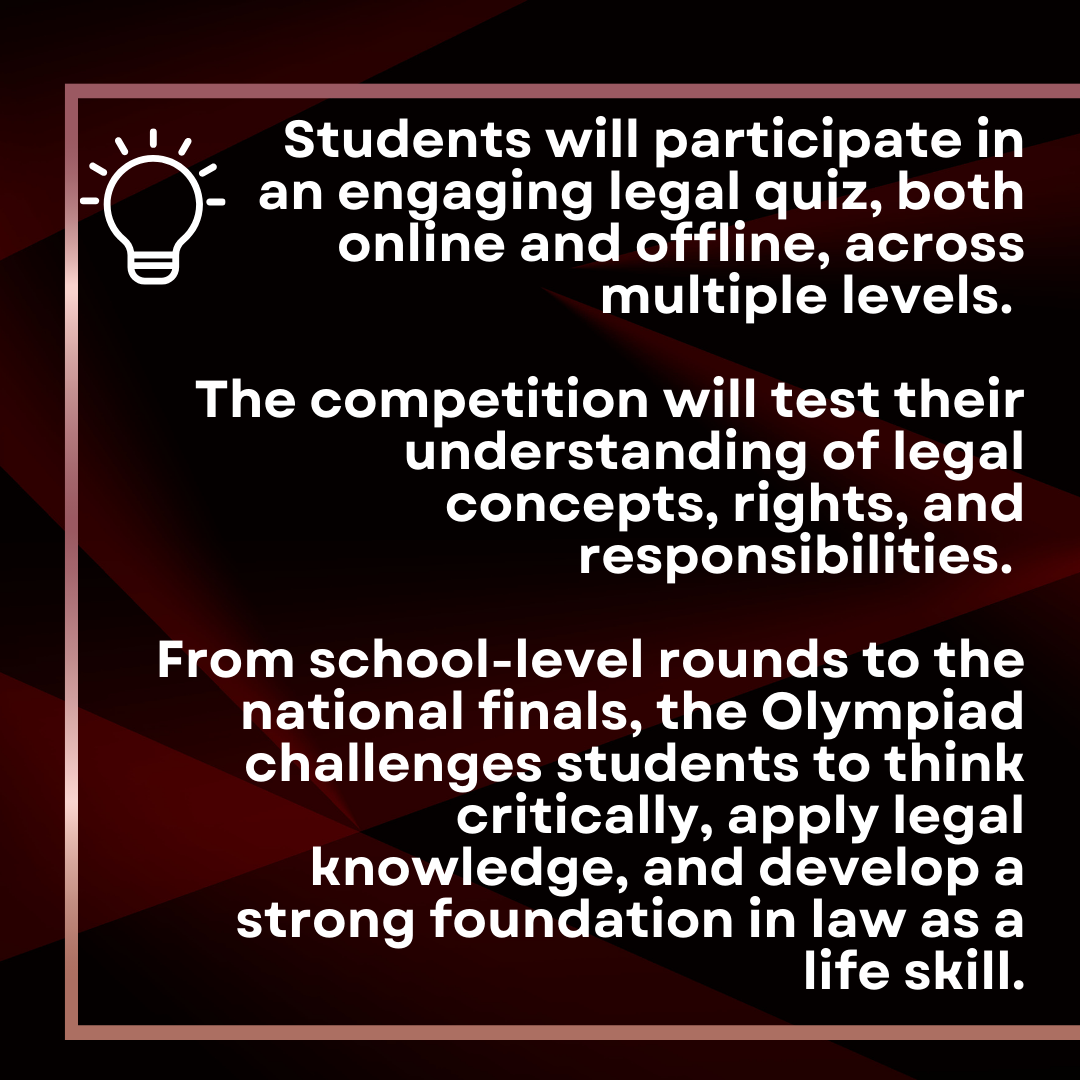 Students will participate in
an engaging legal quiz, both
online and offline, across
multiple levels.
The competition will test their
understanding of legal
concepts, rights, and
responsibilities.
From school-level rounds to the
national finals, the Olympiad
challenges students to think
critically, apply legal
knowledge, and develop a
strong foundation in law as a
life skill.